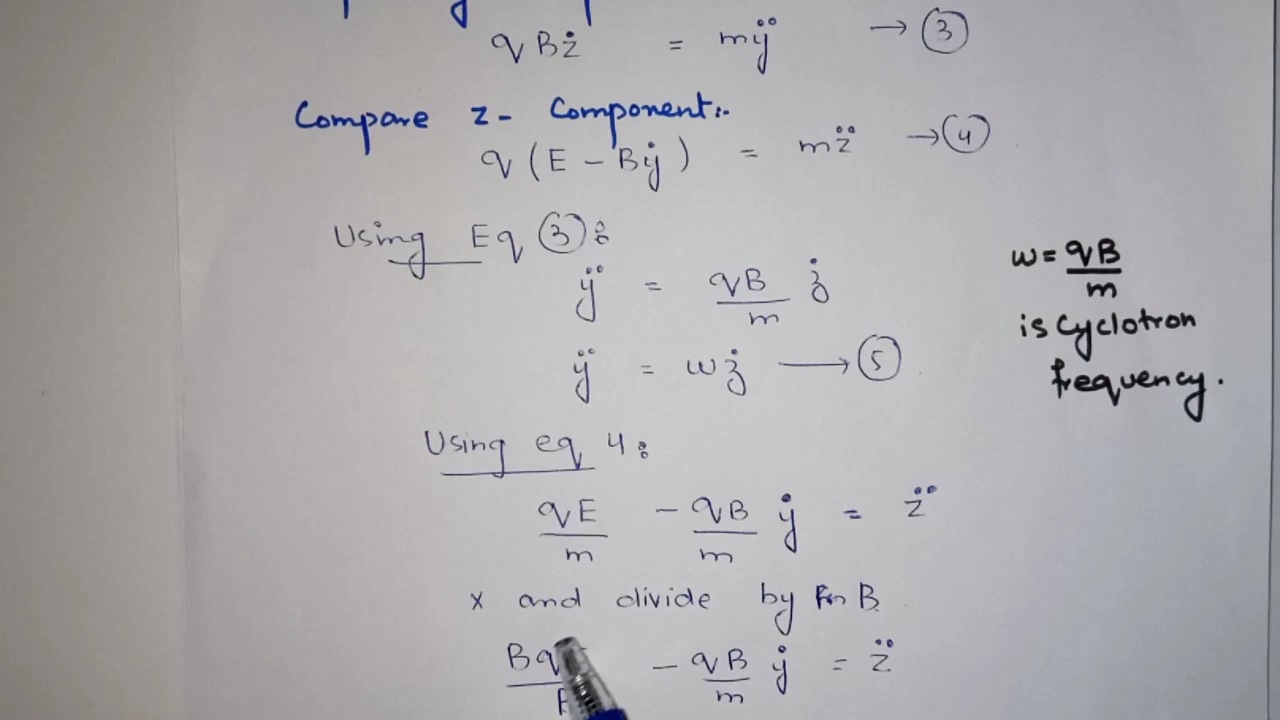 qBż = mÿ → ③
Compare z - Component:-
q (E - Bẏ) = mz̈ → ④
Using Eq ③:
ÿ = qB/m ż
ÿ = ωż → ⑤
ω = qB/m
is Cyclotron
frequency.
Using eq 4:
qE/m - qB/m ẏ = z̈
x and divide by B
Bq - qB/m ẏ = z̈